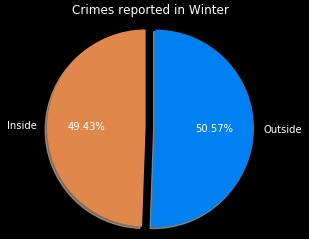 Crimes reported in Winter
Inside
49.43%
50.57%
Outside